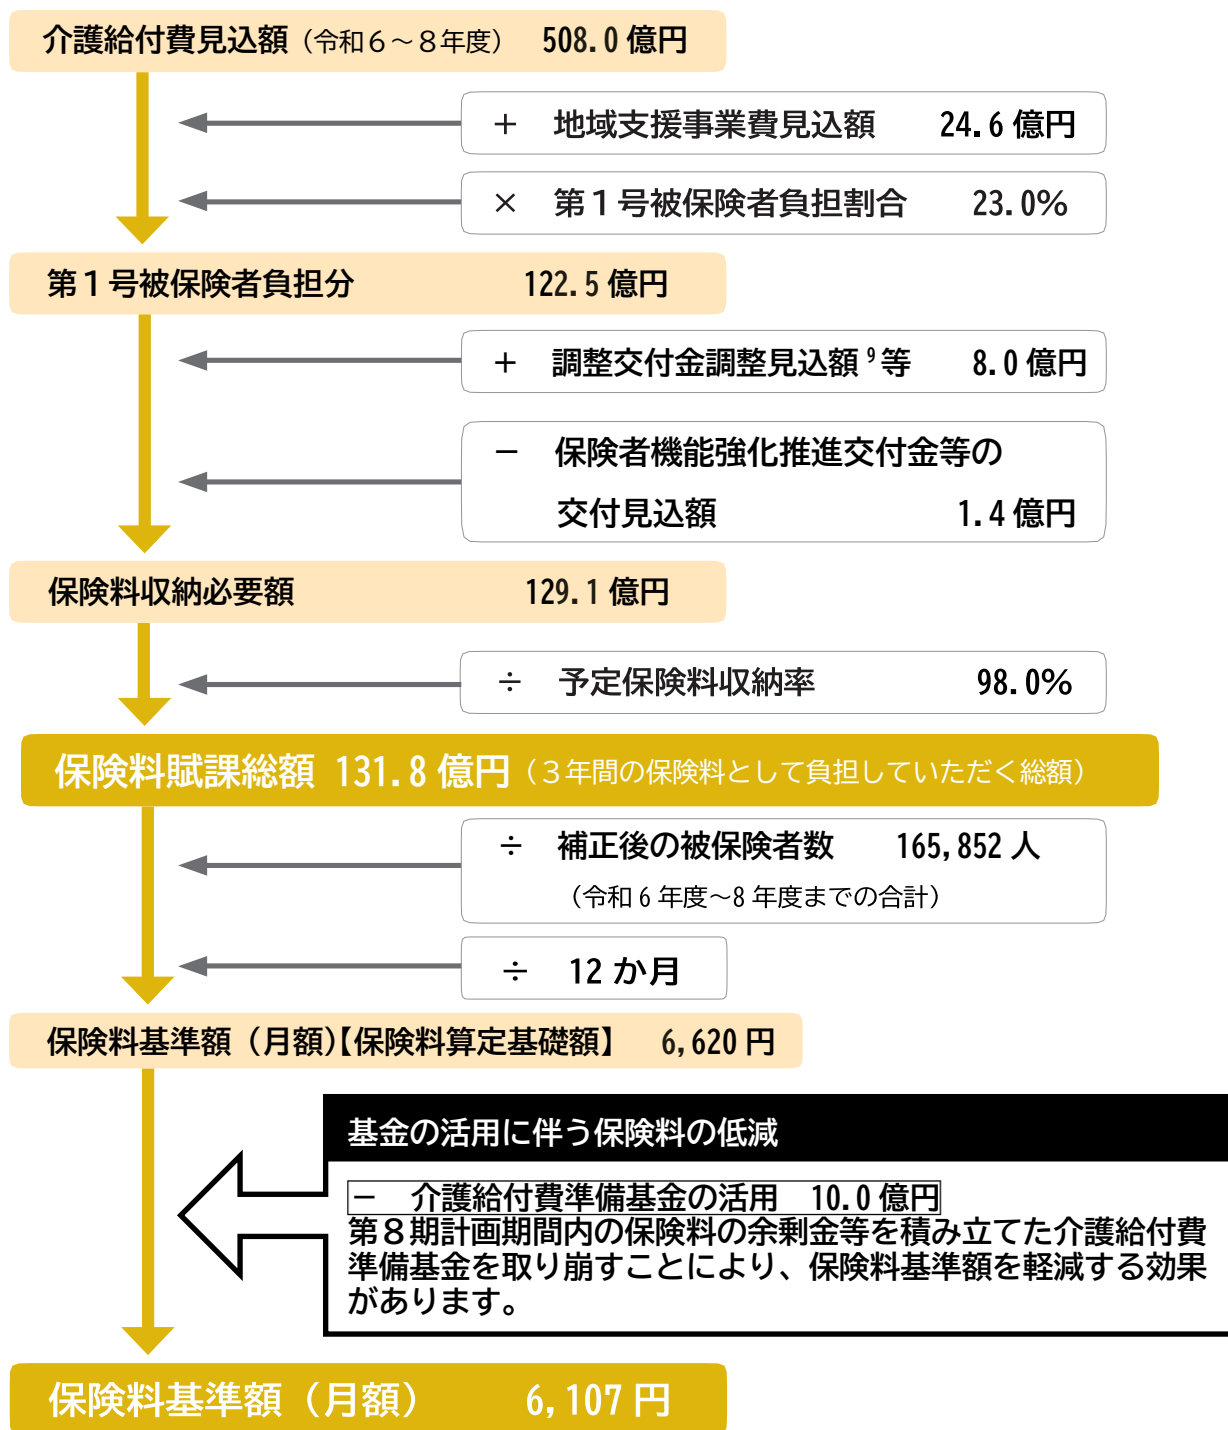 介護給付費見込額（令和６～８年度） 508.0 億円
＋ 地域支援事業費見込額 24.6 億円
× 第１号被保険者負担割合 23.0%
第１号被保険者負担分 122.5 億円
＋ 調整交付金調整見込額⁹等 8.0 億円
－ 保険者機能強化推進交付金等の
交付見込額 1.4 億円
保険料収納必要額 129.1 億円
÷ 予定保険料収納率 98.0%
保険料賦課総額 131.8 億円（３年間の保険料として負担していただく総額）
÷ 補正後の被保険者数 165,852 人
（令和 6 年度～8 年度までの合計）
÷ 12 か月
保険料基準額（月額)【保険料算定基礎額】 6,620 円
基金の活用に伴う保険料の低減
－ 介護給付費準備基金の活用 10.0 億円
第８期計画期間内の保険料の余剰金等を積み立てた介護給付費
準備基金を取り崩すことにより、保険料基準額を軽減する効果
があります。
保険料基準額（月額） 6,107 円